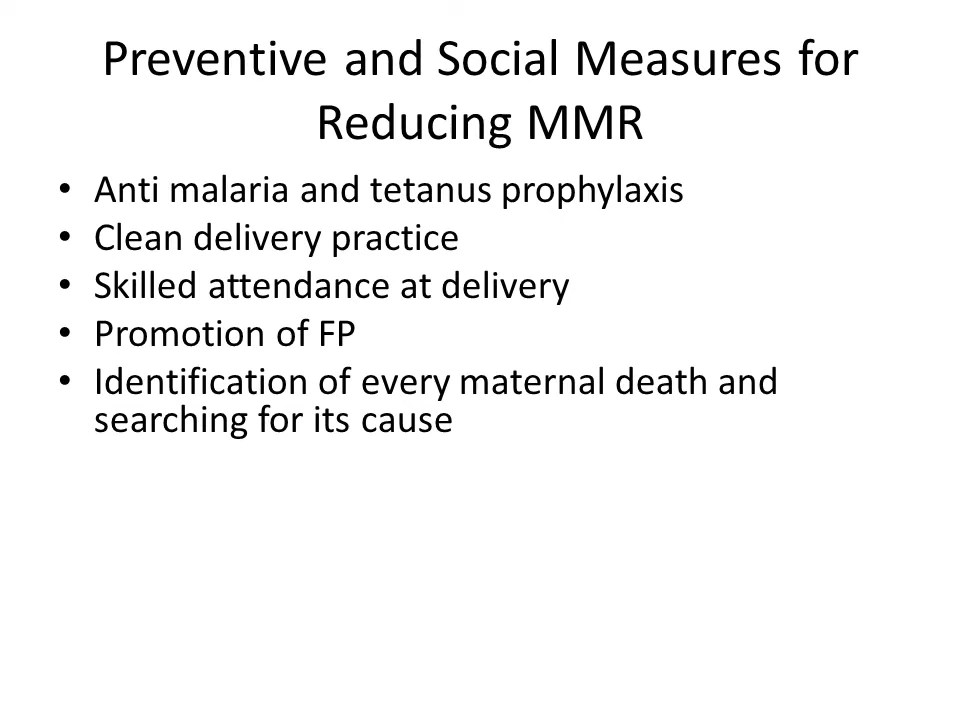 Preventive and Social Measures for
Reducing MMR
• Anti malaria and tetanus prophylaxis
• Clean delivery practice
• Skilled attendance at delivery
• Promotion of FP
• Identification of every maternal death and
searching for its cause